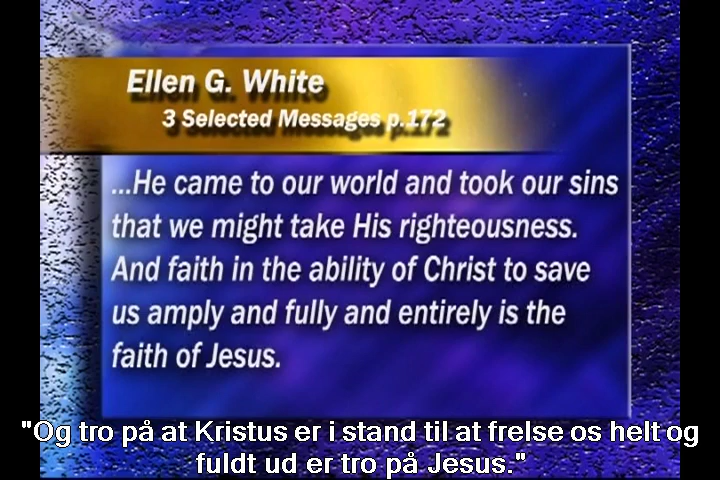 Ellen G. White
3 Selected Messages p.172
...He came to our world and took our sins
that we might take His righteousness.
And faith in the ability of Christ to save
us amply and fully and entirely is the
faith of Jesus.
"Og tro på at Kristus er i stand til at frelse os helt og
fuldt ud er tro på Jesus."